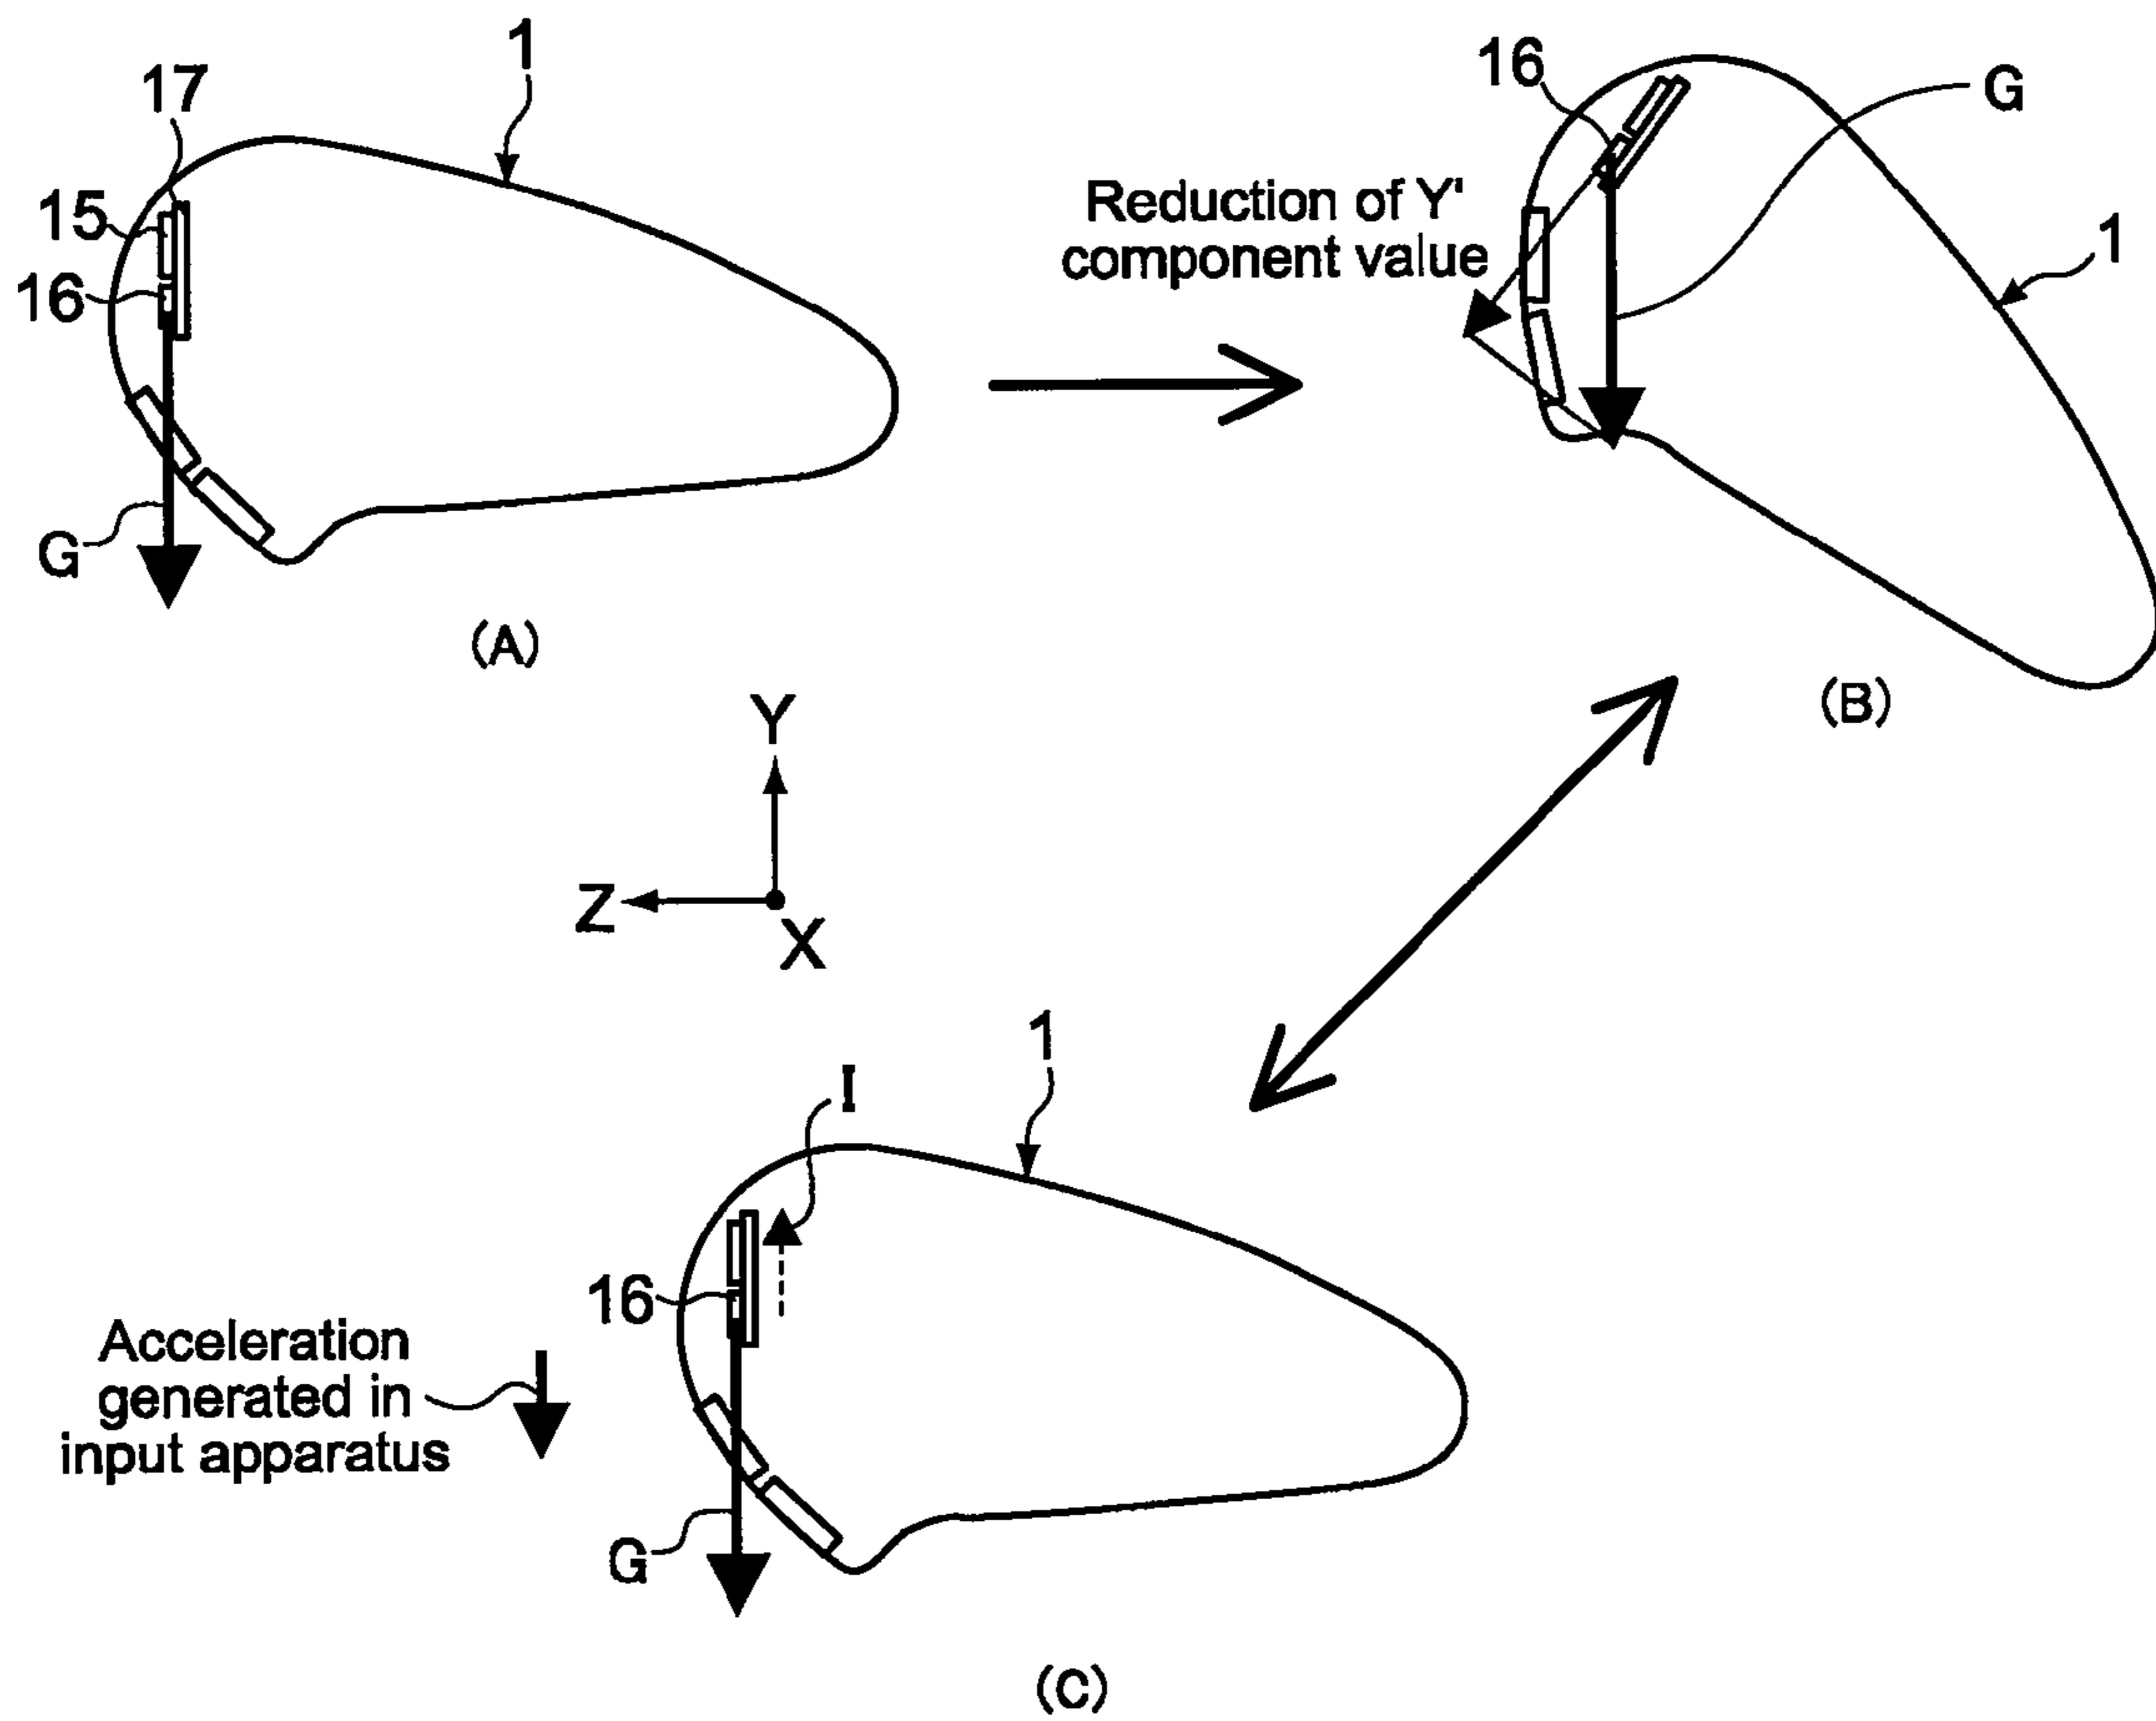 1
17
15
16
G
(A)
16
G
Reduction of Y'
component value
1
(B)
Y
Z
X
1
I
16
Acceleration
generated in
input apparatus
G
(C)